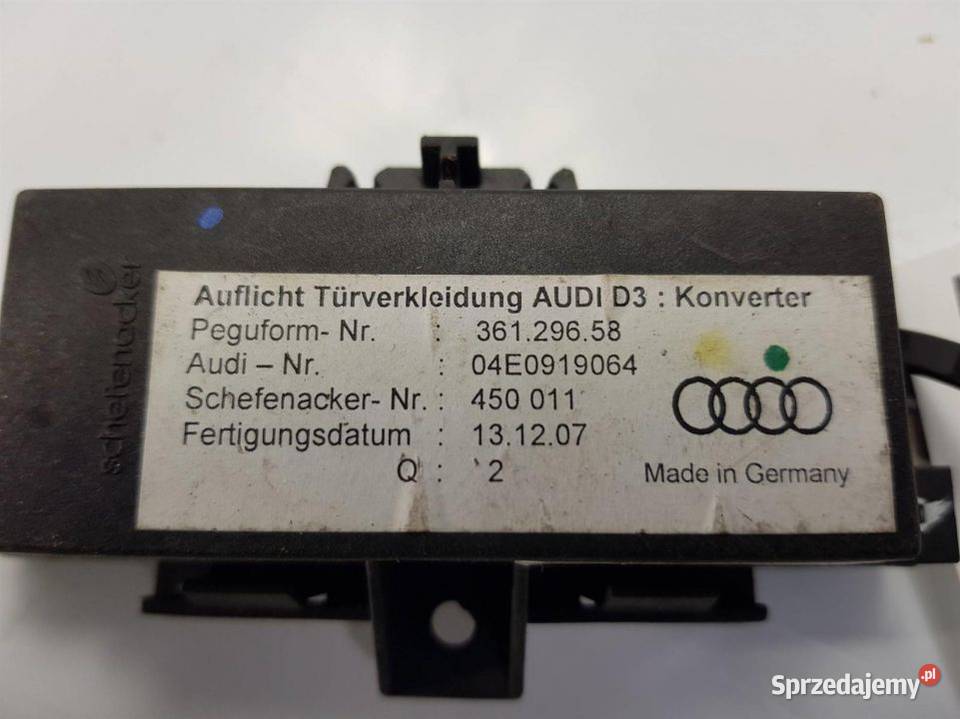 schefenacker
Auflicht Türverkleidung AUDI D3 : Konverter
Peguform- Nr. : 361.296.58
Audi – Nr. : 04E0919064
Schefenacker- Nr. : 450 011
Fertigungsdatum : 13.12.07
Q : 2
Made in Germany
Sprzedajemy.pl